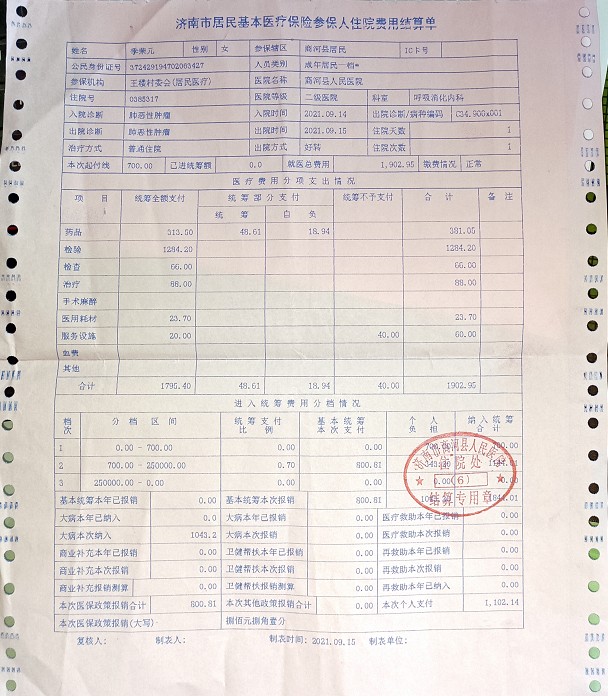 济南市居民基本医疗保险参保人住院费用结算单
姓名 李荣元 性别 女 参保辖区 商河县居民 IC卡号
公民身份证号 372429194702063427 人员类别 成年居民一档*
参保机构 王楼村委会(居民医疗) 医院名称 商河县人民医院
住院号 0385317 医院等级 二级医院 科室 呼吸消化内科
入院诊断 肺恶性肿瘤 入院时间 2021.09.14 出院诊断/病种编码 C34.900x001
出院诊断 肺恶性肿瘤 出院时间 2021.09.15 住院天数 1
治疗方式 普通住院 出院方式 好转 住院次数 1
本次起付线 700.00 已进统筹额 0.0 就医总费用 1,902.95 缴费情况 正常
医疗费用分项支出情况
项目 统筹全额支付 统筹部分支付 统筹不予支付 合计 备注
统筹 自负
药品 313.50 48.61 18.94 381.05
检验 1284.20 1284.20
检查 66.00 66.00
治疗 88.00 88.00
手术麻醉
医用耗材 23.70 23.70
服务设施 20.00 40.00 60.00
血费
其他
合计 1795.40 48.61 18.94 40.00 1902.95
进入统筹费用分档情况
档次 分档区间 统筹支付比例 基本统筹本次支付 个人负担 纳入统筹合计
1 0.00 - 700.00 0.00 0.00 700.00 700.00
2 700.00 - 250000.00 0.70 800.81 343.20 1144.01
3 250000.00 - 0.00 0.00 0.00 0.00 0.00
基本统筹本年已报销 0.0 基本统筹本次报销 800.81
大病本年已纳入 0.0 大病本年已报销 0.00 医疗救助本年已报销 0.00
大病本次纳入 1043.2 大病本次报销 0.00 医疗救助本次报销 0.00
商业补充本年已报销 0.00 卫健帮扶本年已报销 0.00 再救助本年已报销 0.00
商业补充本次报销 0.00 卫健帮扶本次报销 0.00 再救助本次报销 0.00
商业补充报销测算 0.00 卫健帮扶报销测算 0.00 再救助本年已纳入 0.00
本次医保政策报销合计 800.81 本次其他政策报销合计 0.00 本次个人支付 1,102.14
本次医保政策报销(大写) 捌佰元捌角壹分
复核人: 制表人: 制表时间: 2021.09.15 制表单位:
济南市商河县人民医院
住院处
(6)
结算专用章